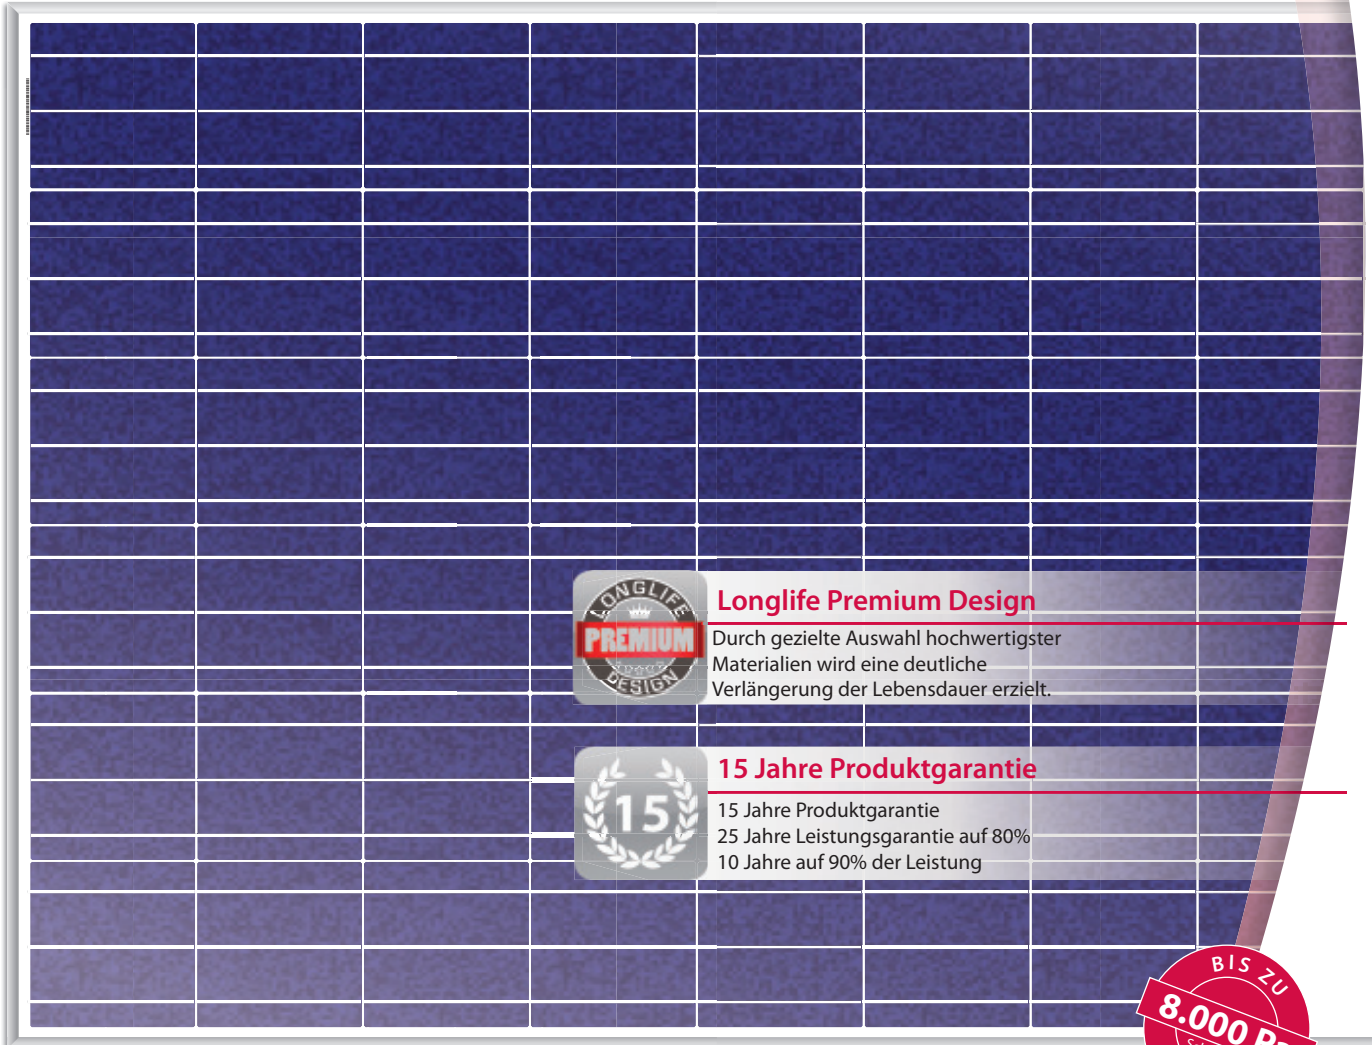 LONGLIFE
PREMIUM
DESIGN
Longlife Premium Design
Durch gezielte Auswahl hochwertigster
Materialien wird eine deutliche
Verlängerung der Lebensdauer erzielt.
15
15 Jahre Produktgarantie
15 Jahre Produktgarantie
25 Jahre Leistungsgarantie auf 80%
10 Jahre auf 90% der Leistung
BIS ZU
8.000